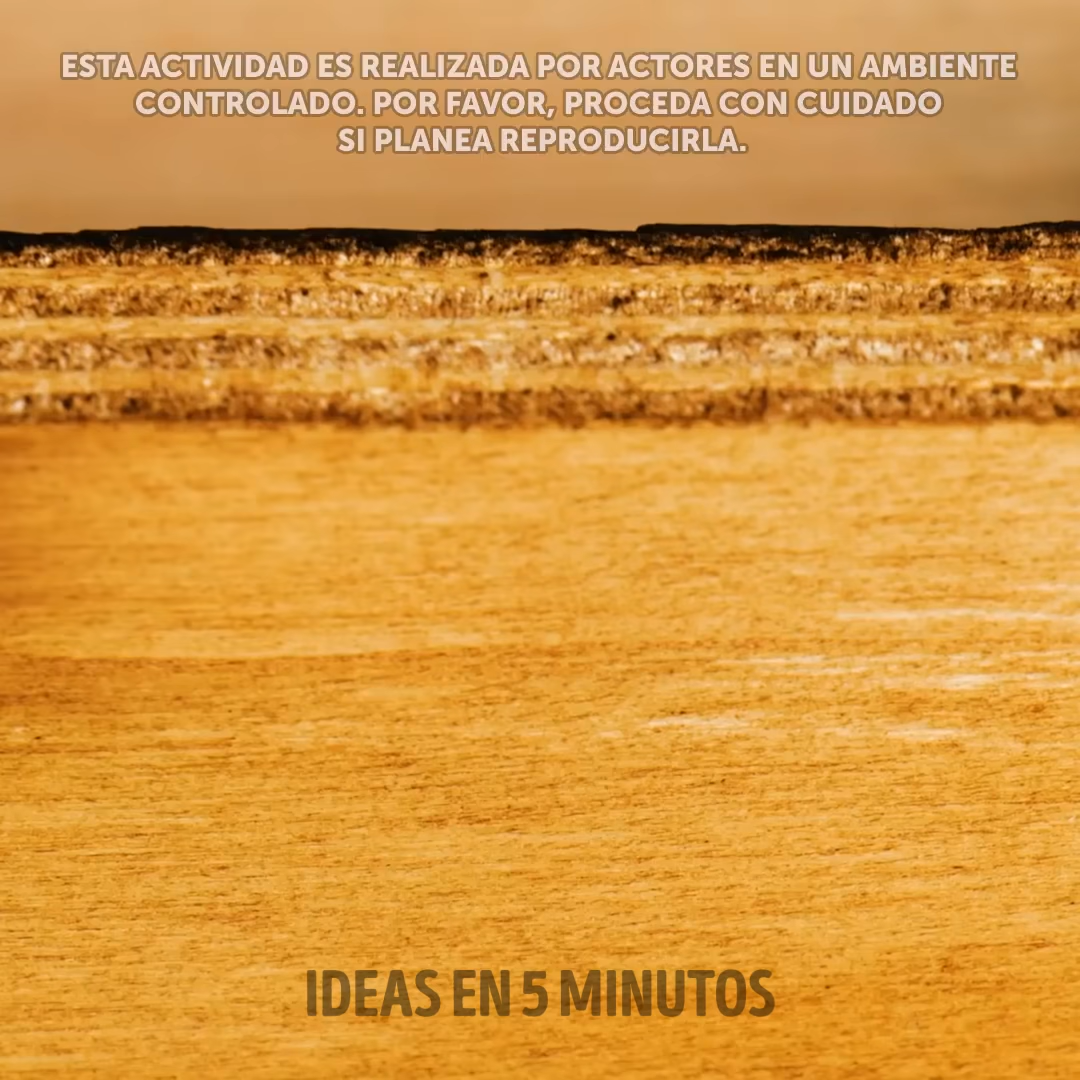 ESTA ACTIVIDAD ES REALIZADA POR ACTORES EN UN AMBIENTE
CONTROLADO. POR FAVOR, PROCEDA CON CUIDADO
SI PLANEA REPRODUCIRLA.
IDEAS EN 5 MINUTOS